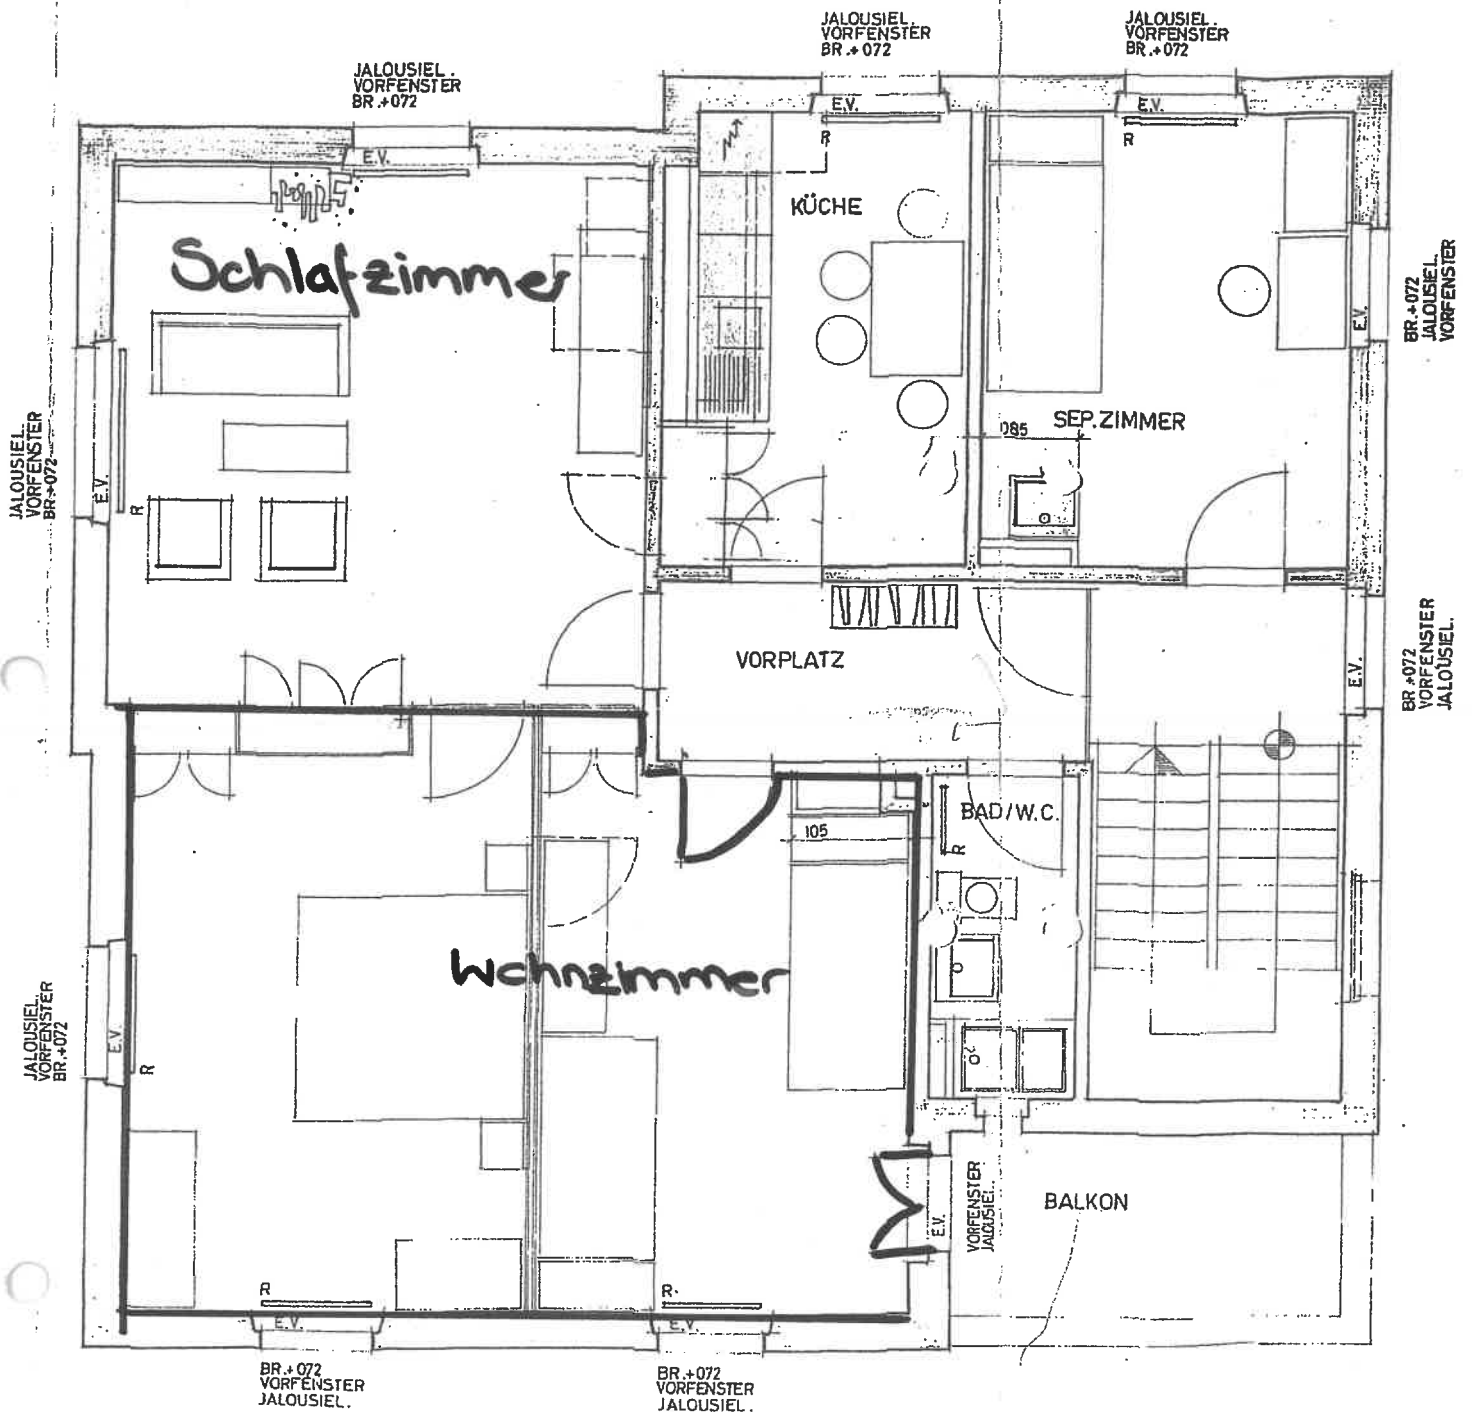 JALOUSIEL.
VORFENSTER
BR.+072
JALOUSIEL.
VORFENSTER
BR.+072
JALOUSIEL.
VORFENSTER
BR.+072
E.V.
E.V.
E.V.
R
R
KÜCHE
Schlafzimmer
BR.+072
JALOUSIEL.
VORFENSTER
E.V.
JALOUSIEL.
VORFENSTER
BR.+072
E.V.
R
SEP.ZIMMER
085
VORPLATZ
BR.+072
VORFENSTER
JALOUSIEL.
E.V.
BAD/W.C.
R
105
Wohnzimmer
JALOUSIEL.
VORFENSTER
BR.+072
E.V.
R
VORFENSTER
JALOUSIEL.
E.V.
BALKON
R
R.
E.V.
E.V.
BR.+072
VORFENSTER
JALOUSIEL.
BR.+072
VORFENSTER
JALOUSIEL.